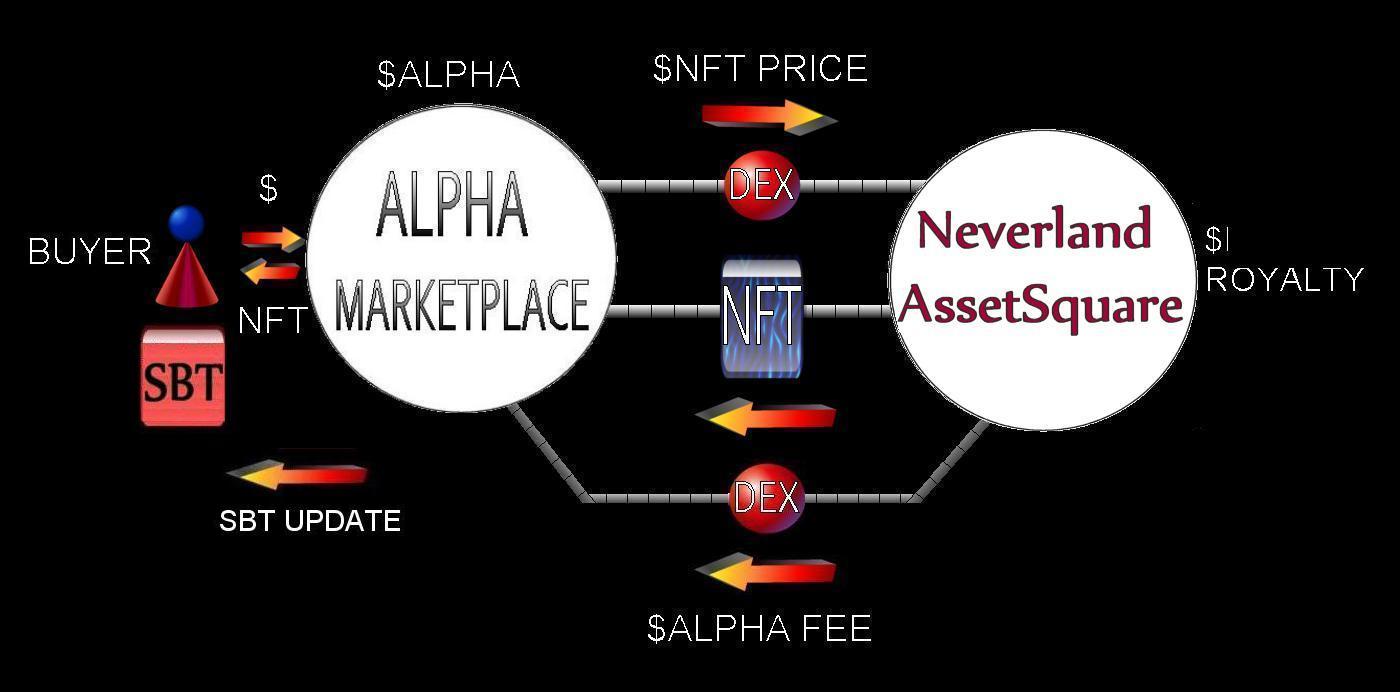 $ALPHA
$NFT PRICE
$
BUYER
NFT
SBT
SBT UPDATE
ALPHA
MARKETPLACE
DEX
NFT
DEX
$ALPHA FEE
Neverland
AssetSquare
$I
ROYALTY